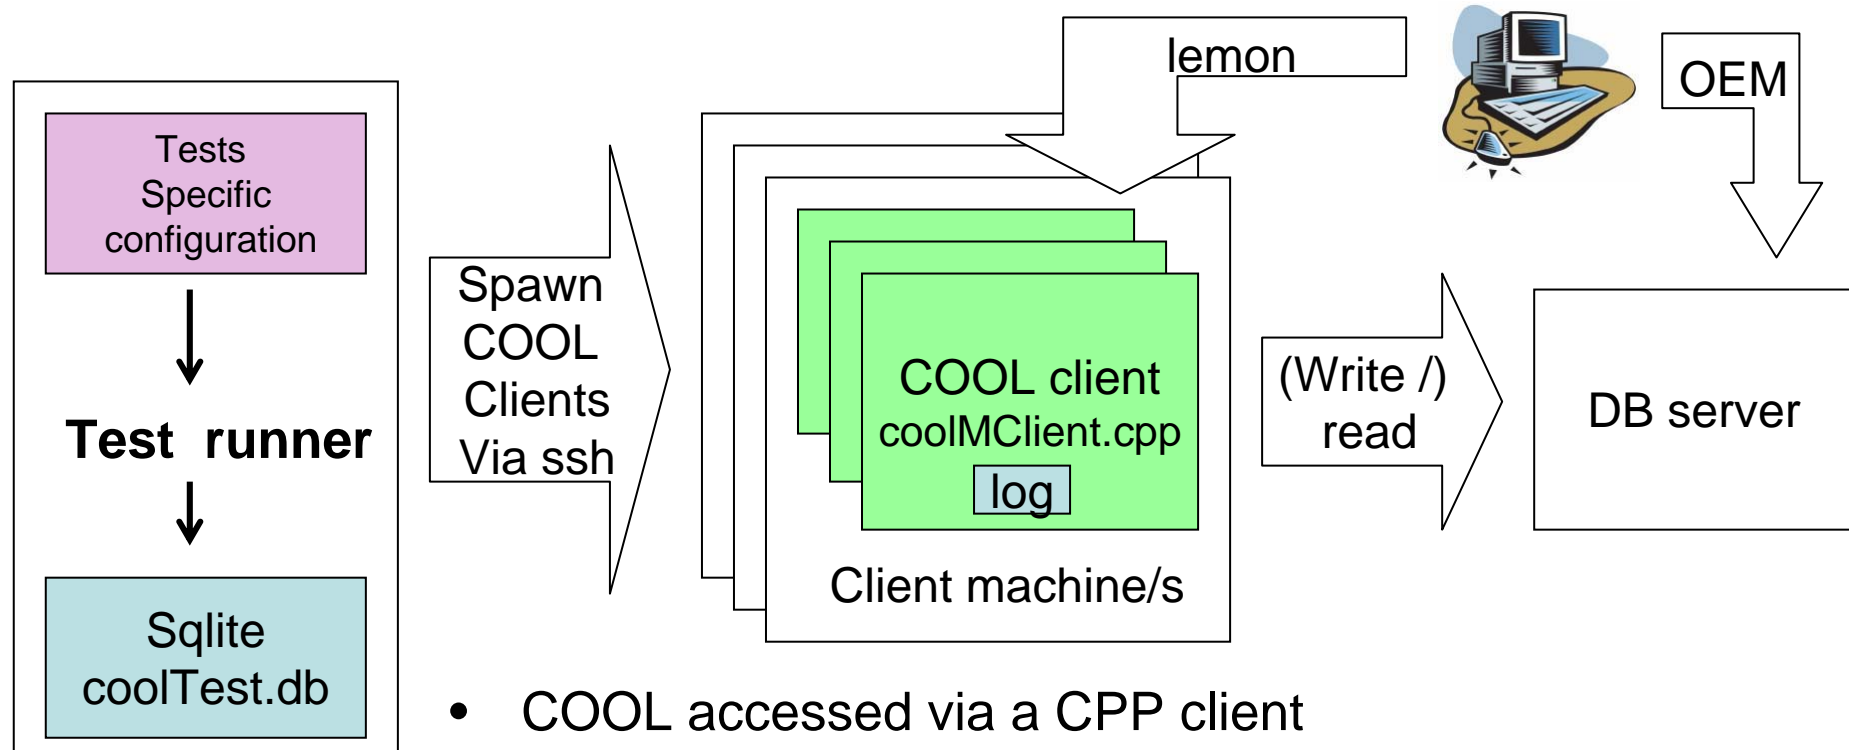 lemon
OEM
Tests
Specific
configuration
Test runner
Sqlite
coolTest.db
Spawn
COOL
Clients
Via ssh
COOL client
coolMClient.cpp
log
Client machine/s
(Write /)
read
DB server
• COOL accessed via a CPP client